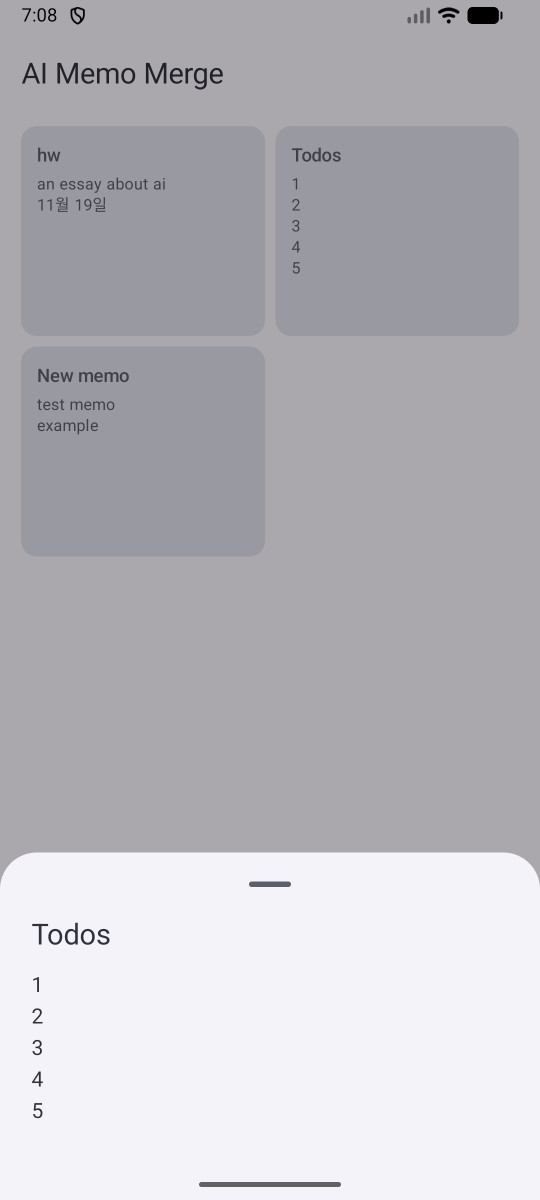 7:08
AI Memo Merge
hw
an essay about ai
11월 19일
Todos
1
2
3
4
5
New memo
test memo
example
Todos
1
2
3
4
5